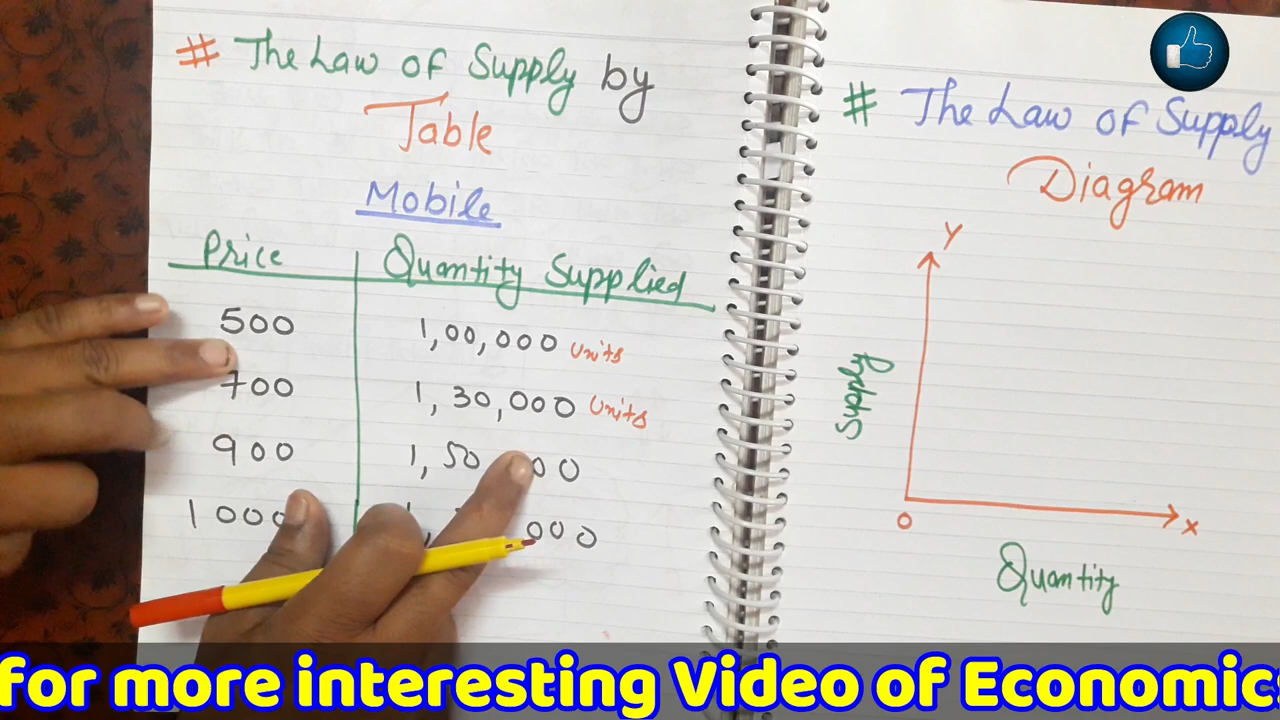 # The Law of Supply by
Table
Mobile
Price Quantity Supplied
500 1,00,000 Units
700 1,30,000 Units
900
1000
# The Law of Supply
Diagram
Y
Supply
O X
Quantity
for more interesting Video of Economics